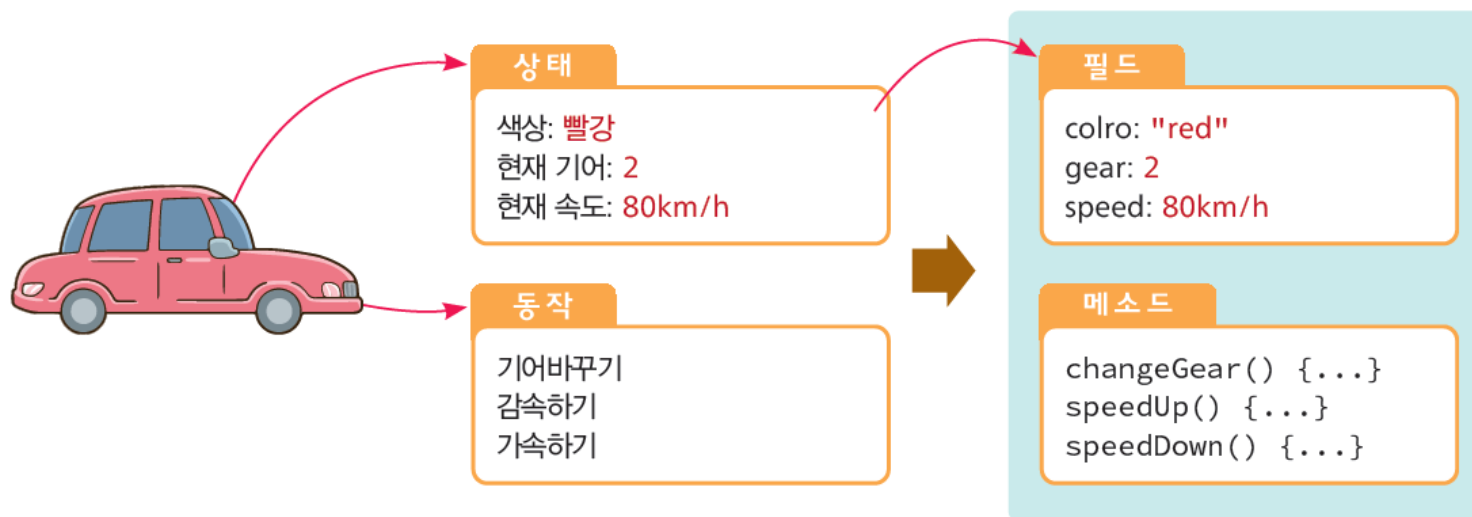 상태
색상: 빨강
현재 기어: 2
현재 속도: 80km/h
동작
기어바꾸기
감속하기
가속하기
필드
colro: "red"
gear: 2
speed: 80km/h
메소드
changeGear() {...}
speedUp() {...}
speedDown() {...}